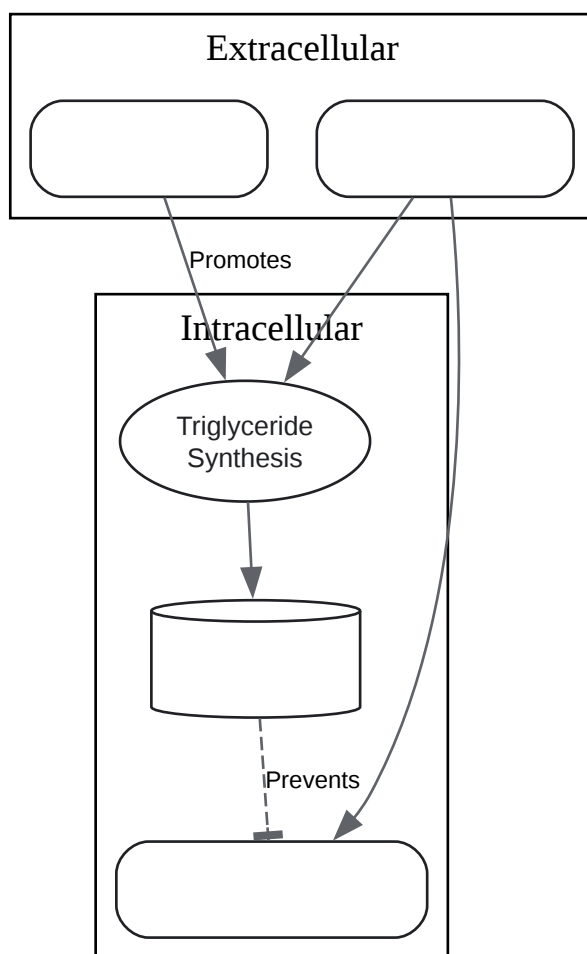 Extracellular
Promotes
Intracellular
Triglyceride
Synthesis
Prevents